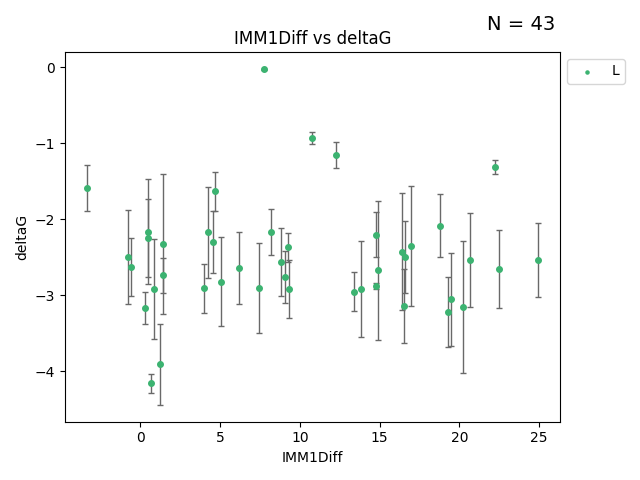 N = 43
IMM1Diff vs deltaG
L
deltaG
0
−1
−2
−3
−4
0 5 10 15 20 25
IMM1Diff